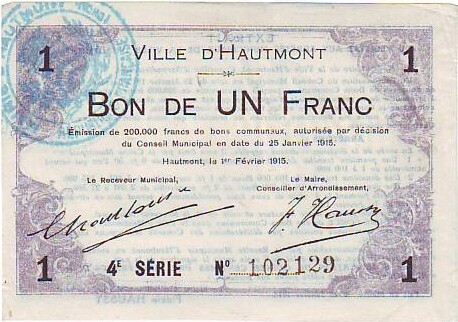 1 VILLE D'HAUTMONT 1
BON DE UN FRANC
Émission de 200.000 francs de bons communaux, autorisée par décision
du Conseil Municipal en date du 25 Janvier 1915.
Hautmont, le 1er Février 1915.
Le Receveur Municipal, Le Maire,
Conseiller d'Arrondissement,
1 4E SÉRIE No 102129 1